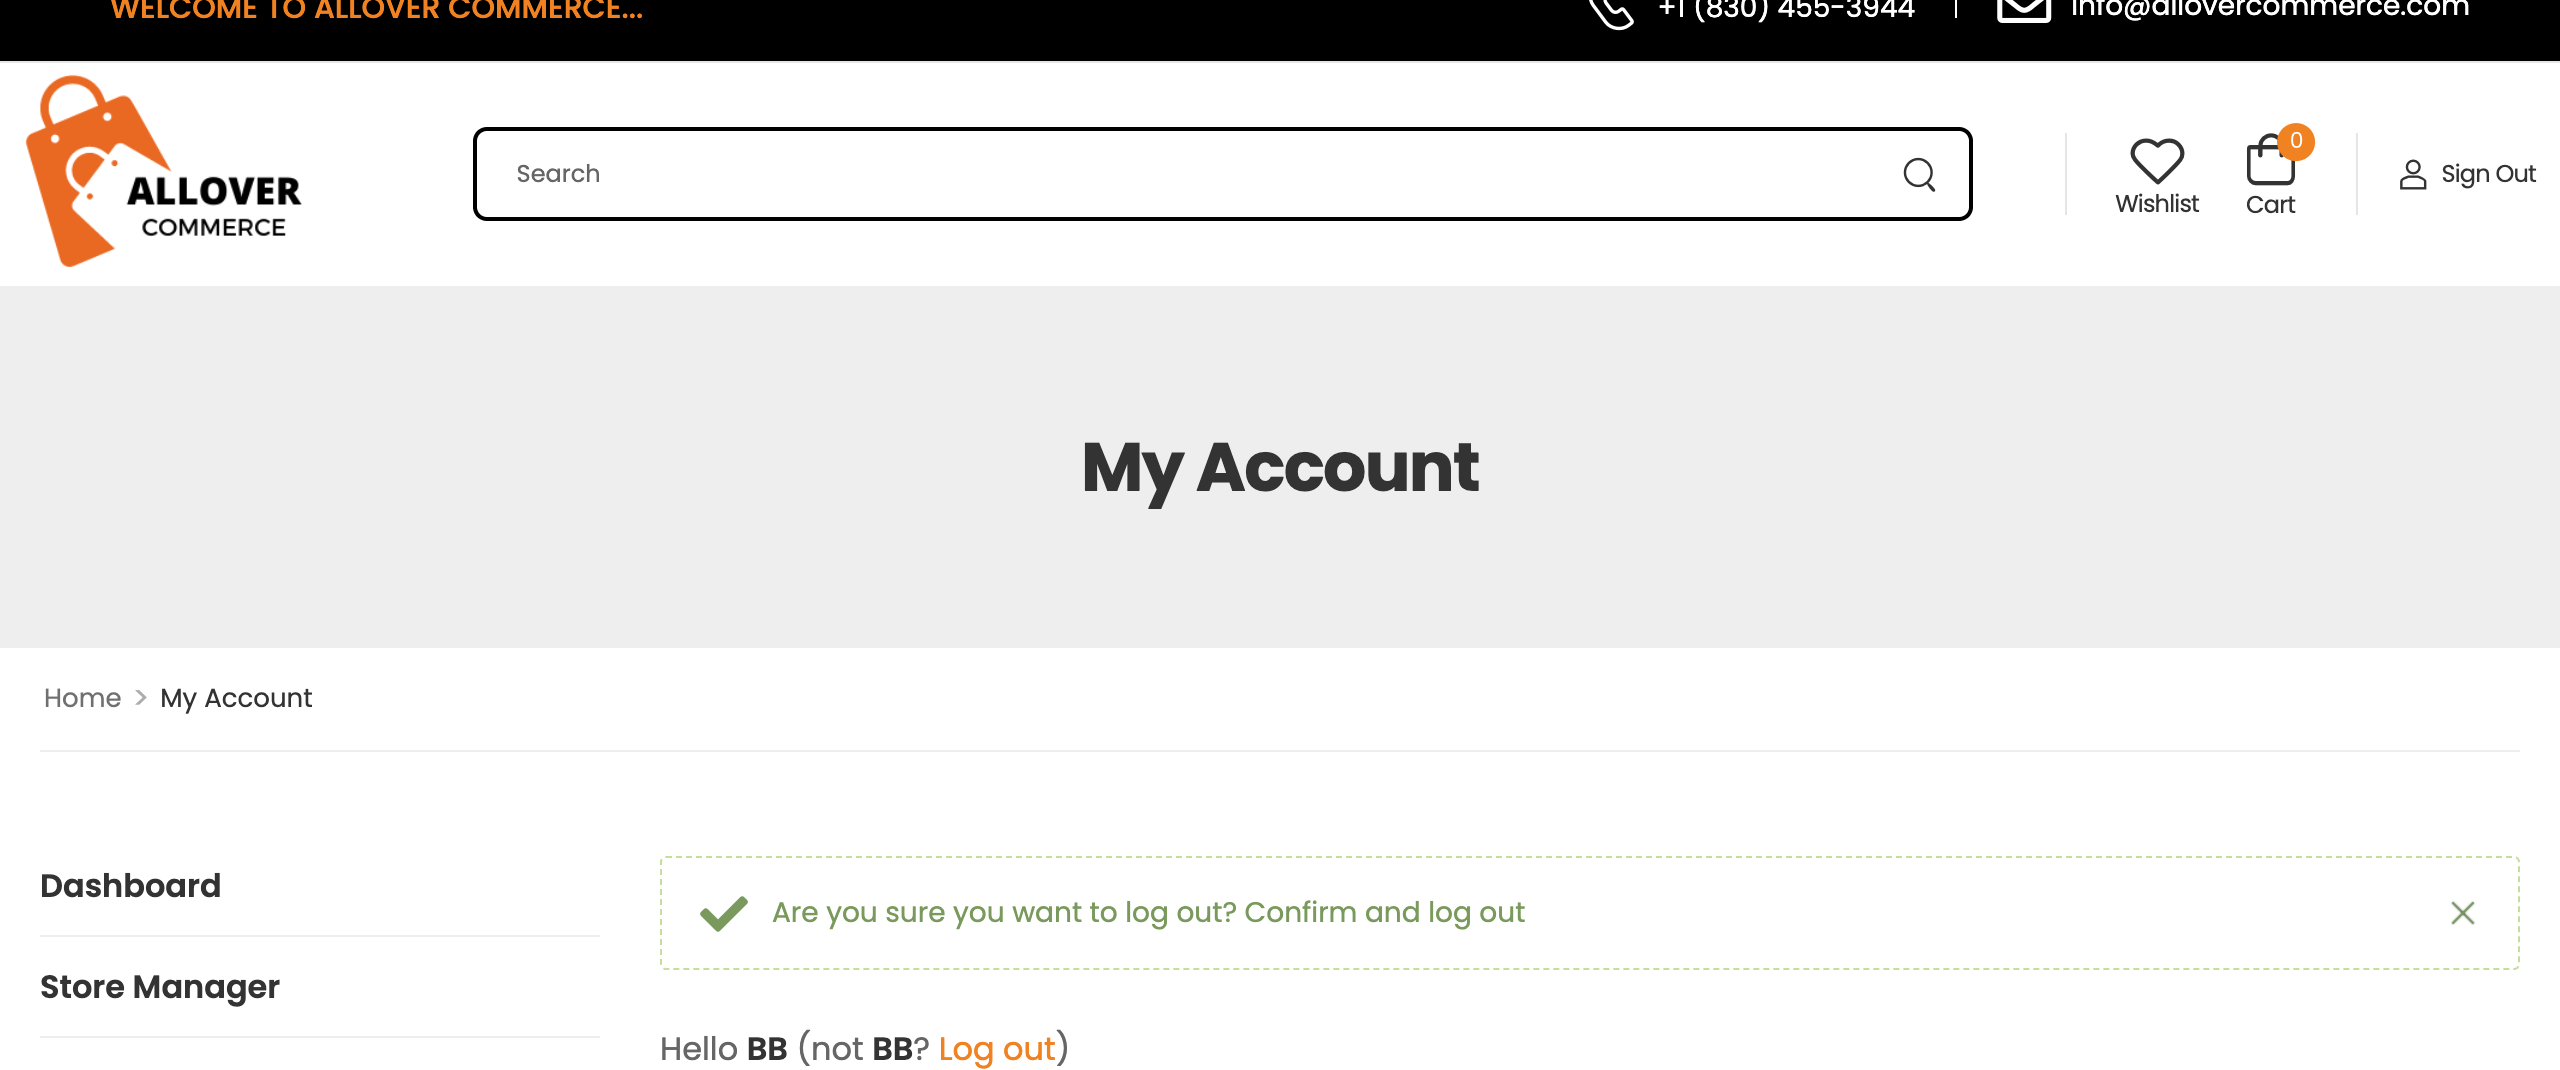 WELCOME TO ALLOVER COMMERCE...
+1 (830) 455-3944
info@allovercommerce.com
ALLOVER
COMMERCE
Search
Wishlist
0
Cart
Sign Out
My Account
Home > My Account
Dashboard
Store Manager
Are you sure you want to log out? Confirm and log out
Hello BB (not BB? Log out)